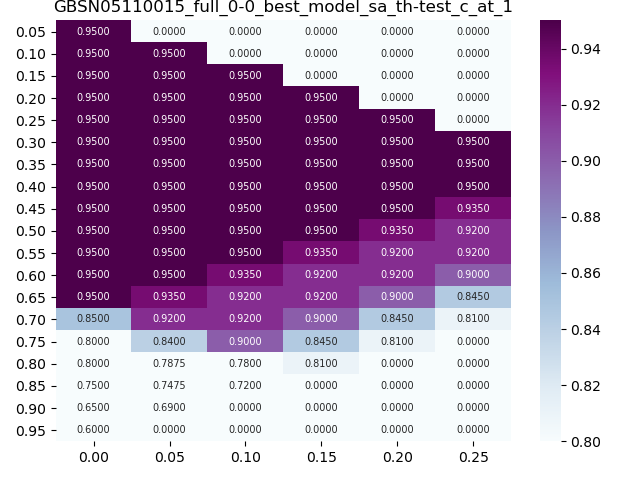 GBSN05110015_full_0-0_best_model_sa_th-test_c_at_1
0.05 0.9500 0.0000 0.0000 0.0000 0.0000 0.0000
0.10 0.9500 0.9500 0.0000 0.0000 0.0000 0.0000
0.15 0.9500 0.9500 0.9500 0.0000 0.0000 0.0000
0.20 0.9500 0.9500 0.9500 0.9500 0.0000 0.0000
0.25 0.9500 0.9500 0.9500 0.9500 0.9500 0.0000
0.30 0.9500 0.9500 0.9500 0.9500 0.9500 0.9500
0.35 0.9500 0.9500 0.9500 0.9500 0.9500 0.9500
0.40 0.9500 0.9500 0.9500 0.9500 0.9500 0.9500
0.45 0.9500 0.9500 0.9500 0.9500 0.9500 0.9350
0.50 0.9500 0.9500 0.9500 0.9500 0.9350 0.9200
0.55 0.9500 0.9500 0.9500 0.9350 0.9200 0.9200
0.60 0.9500 0.9500 0.9350 0.9200 0.9200 0.9000
0.65 0.9500 0.9350 0.9200 0.9200 0.9000 0.8450
0.70 0.8500 0.9200 0.9200 0.9000 0.8450 0.8100
0.75 0.8000 0.8400 0.9000 0.8450 0.8100 0.0000
0.80 0.8000 0.7875 0.7800 0.8100 0.0000 0.0000
0.85 0.7500 0.7475 0.7200 0.0000 0.0000 0.0000
0.90 0.6500 0.6900 0.0000 0.0000 0.0000 0.0000
0.95 0.6000 0.0000 0.0000 0.0000 0.0000 0.0000
0.00 0.05 0.10 0.15 0.20 0.25
0.94
0.92
0.90
0.88
0.86
0.84
0.82
0.80